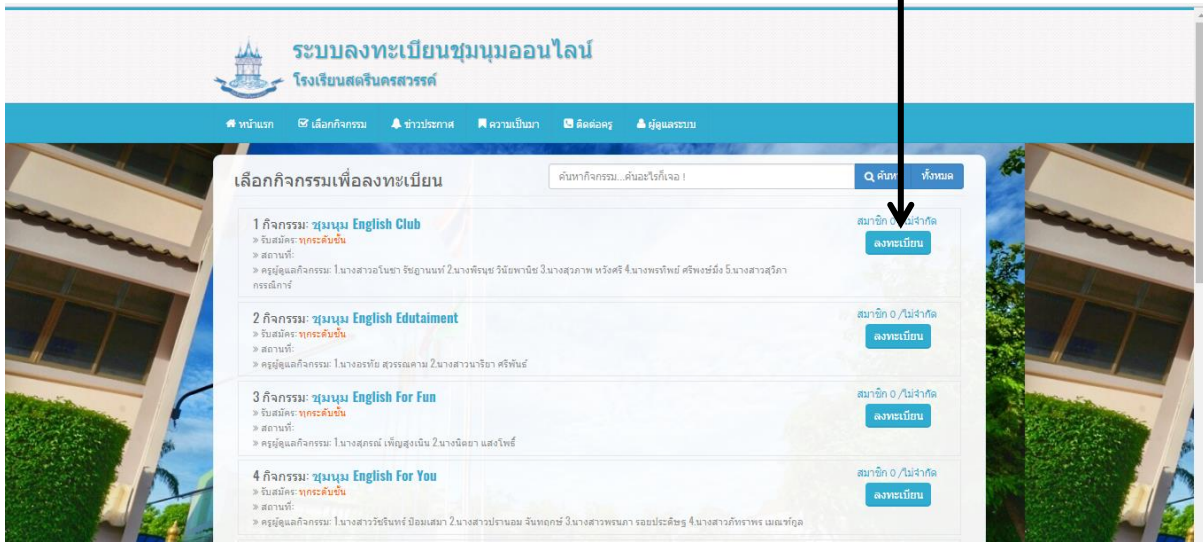 ระบบลงทะเบียนชุมนุมออนไลน์
โรงเรียนสตรีนครสวรรค์
หน้าแรก เลือกกิจกรรม ข่าวประกาศ ความเป็นมา ติดต่อครู ผู้ดูแลระบบ
เลือกกิจกรรมเพื่อลงทะเบียน ค้นหากิจกรรม...ค้นอะไรก็เจอ ! ค้นหา ทั้งหมด
1 กิจกรรม: ชุมนุม English Club สมาชิก 0 /ไม่จำกัด
» รับสมัคร: ทุกระดับชั้น ลงทะเบียน
» สถานที่:
» ครูผู้ดูแลกิจกรรม: 1.นางสาวอโนชา รัชญานนท์ 2.นางพิรนุช วินัยพานิช 3.นางสุวภาพ หวังศรี 4.นางพรทิพย์ ศรีพงษ์มิ่ง 5.นางสาวสุวิภา
กรรณิการ์
2 กิจกรรม: ชุมนุม English Edutaiment สมาชิก 0 /ไม่จำกัด
» รับสมัคร: ทุกระดับชั้น ลงทะเบียน
» สถานที่:
» ครูผู้ดูแลกิจกรรม: 1.นางอรทัย สุวรรณคาม 2.นางสาวนาริยา ศรีพันธ์
3 กิจกรรม: ชุมนุม English For Fun สมาชิก 0 /ไม่จำกัด
» รับสมัคร: ทุกระดับชั้น ลงทะเบียน
» สถานที่:
» ครูผู้ดูแลกิจกรรม: 1.นางสุภรณ์ เพ็ญสูงเนิน 2.นางนิตยา แสงโพธิ์
4 กิจกรรม: ชุมนุม English For You สมาชิก 0 /ไม่จำกัด
» รับสมัคร: ทุกระดับชั้น ลงทะเบียน
» สถานที่:
» ครูผู้ดูแลกิจกรรม: 1.นางสาววัชรินทร์ ป้อมเสมา 2.นางสาวปรานอม จันทฤกษ์ 3.นางสาวพรนภา รอยประดิษฐ 4.นางสาวภัทราพร เมณฑ์กูล